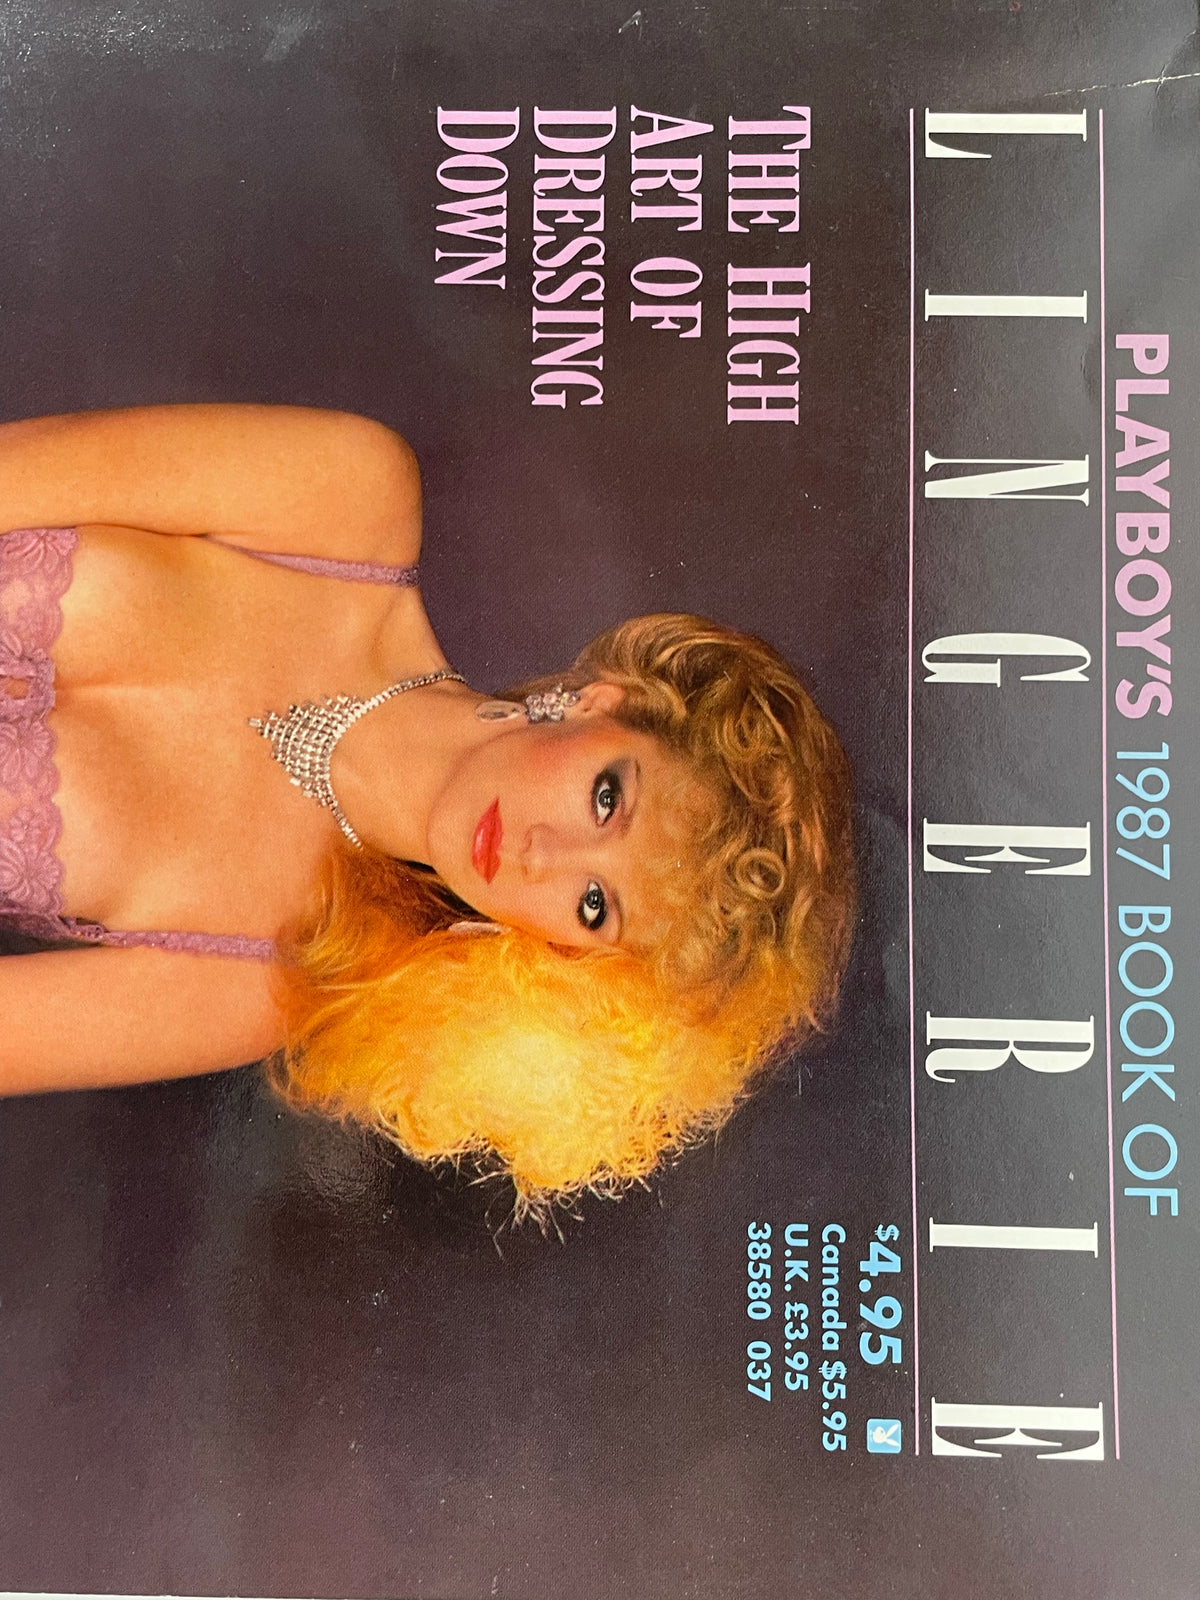 PLAYBOY'S 1987 BOOK OF
LINGERIE
THE HIGH
ART OF
DRESSING
DOWN
$4.95
Canada $5.95
U.K. £3.95
38580 037